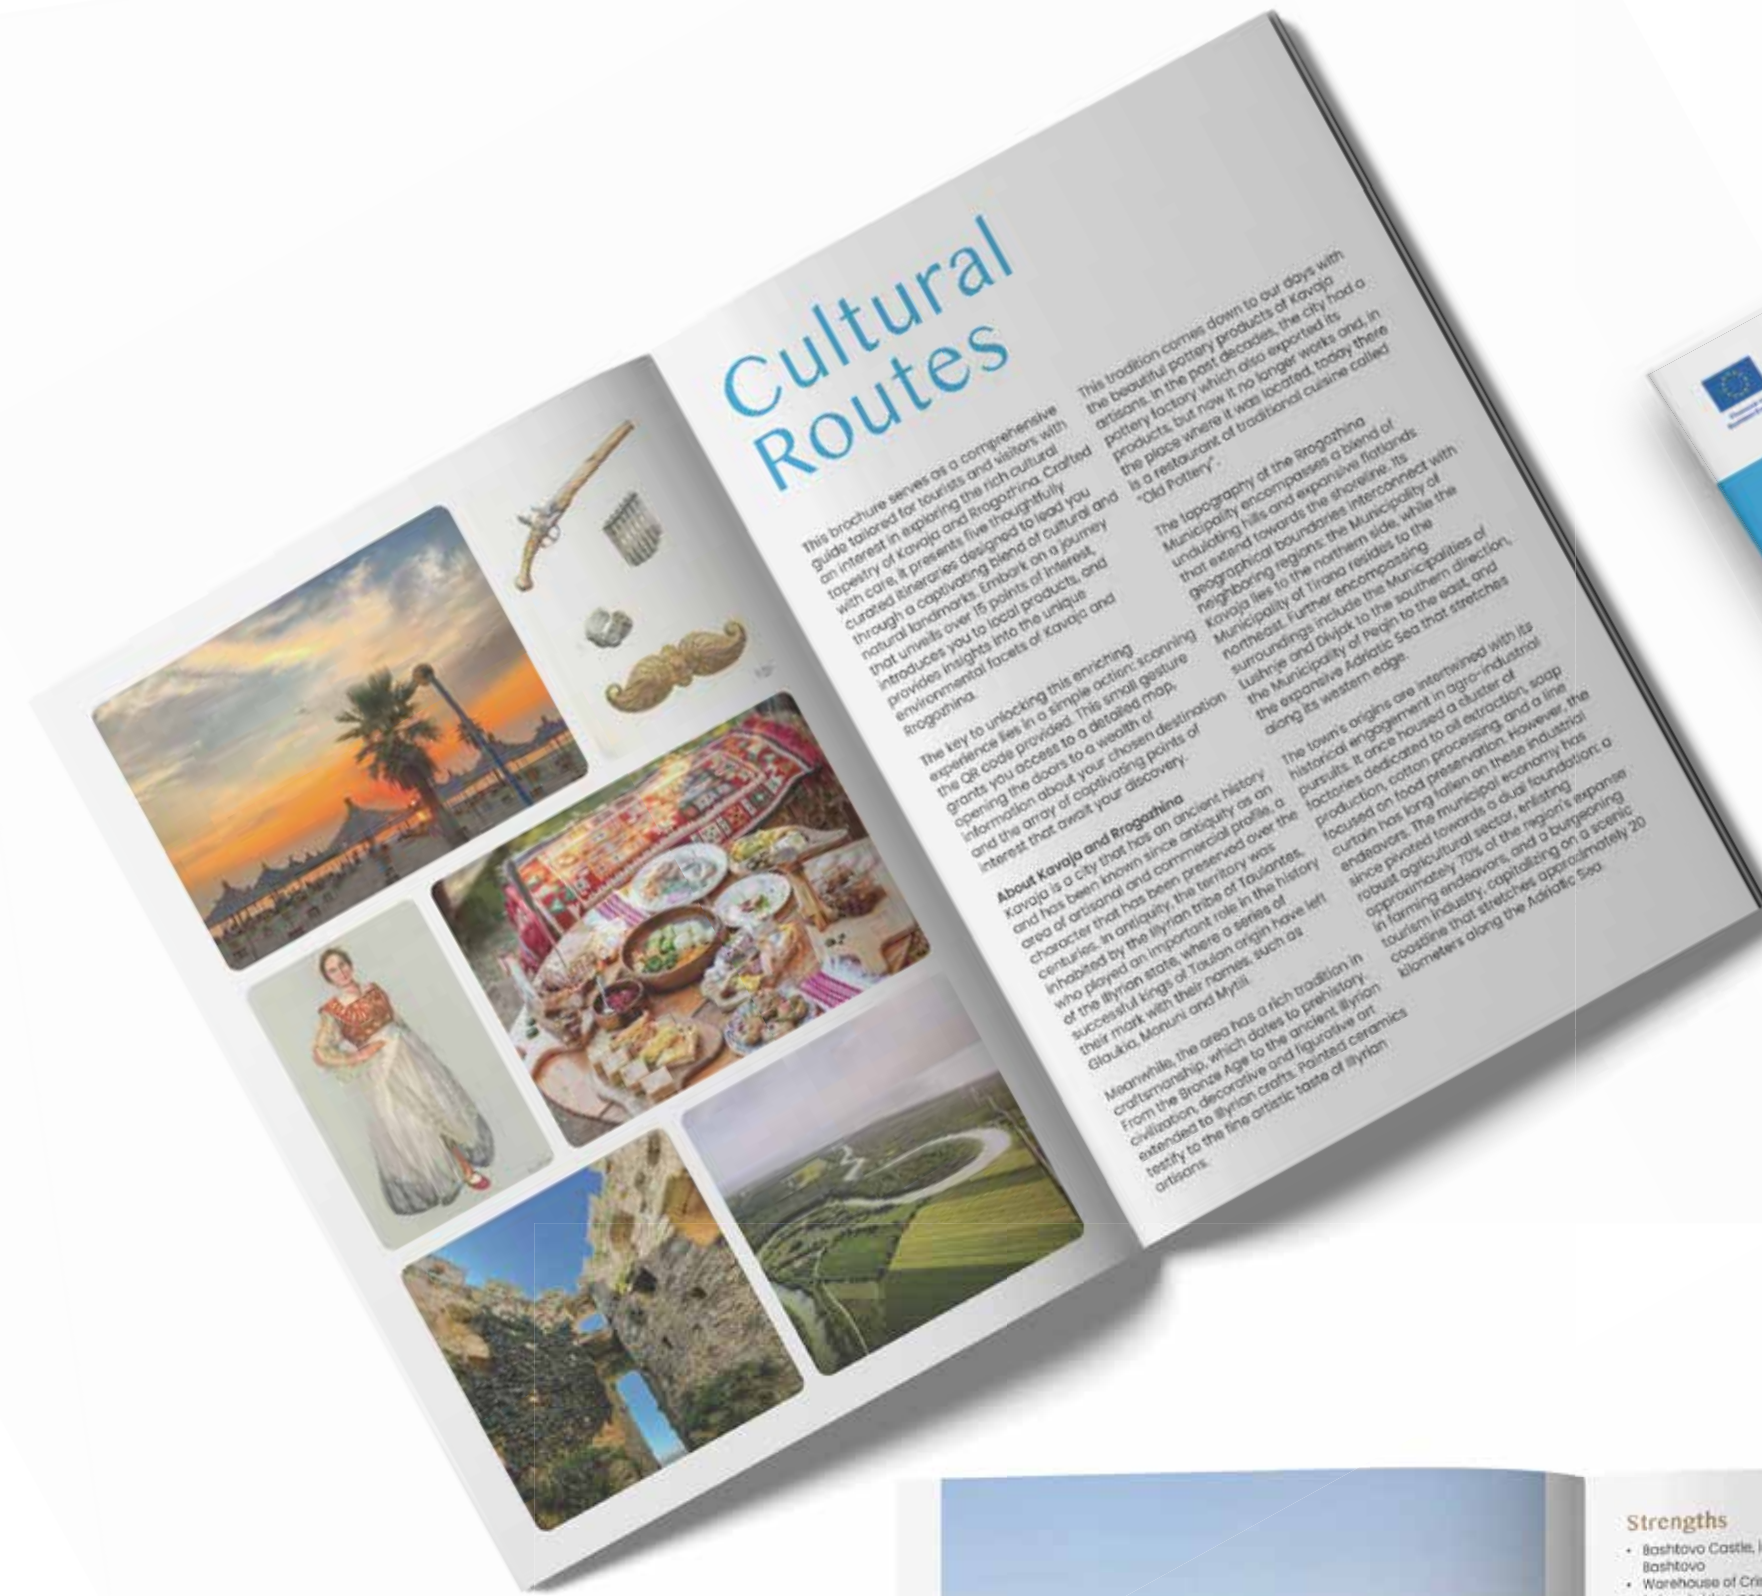 Cultural
Routes
This brochure serves as a comprehensive
guide tailored for tourists and visitors with
an interest in exploring the rich cultural
tapestry of Kavaja and Rrogozhina. Crafted
with care, it presents five thoughtfully
curated itineraries designed to lead you
through a captivating blend of cultural and
natural landmarks. Embark on a journey
that unveils over 15 points of interest,
introduces you to local products, and
provides insights into the unique
environmental facets of Kavaja and
Rrogozhina.
The key to unlocking this enriching
experience lies in a simple action: scanning
the QR code provided. This small gesture
grants you access to a detailed map,
opening the doors to a wealth of
information about your chosen destination
and the array of captivating points of
interest that await your discovery.
About Kavaja and Rrogozhina
Kavaja is a city that has an ancient history
and has been known since antiquity as an
area of artisanal and commercial profile, a
character that has been preserved over the
centuries. In antiquity, the territory was
inhabited by the Illyrian tribe of Taulantes,
who played an important role in the history
of the Illyrian state, where a series of
successful kings of Taulan origin have left
their mark with their names, such as
Glaukia, Monuni and Mytili.
Meanwhile, the area has a rich tradition in
craftsmanship, which dates to prehistory.
From the Bronze Age to the ancient Illyrian
civilization, decorative and figurative art
extended to Illyrian crafts. Painted ceramics
testify to the fine artistic taste of Illyrian
artisans.
This tradition comes down to our days with
the beautiful pottery products of Kavaja
artisans. In the past decades, the city had a
pottery factory which also exported its
products, but now it no longer works and, in
the place where it was located, today there
is a restaurant of traditional cuisine called
"Old Pottery".
The topography of the Rrogozhina
Municipality encompasses a blend of
undulating hills and expansive flatlands
that extend towards the shoreline. Its
geographical boundaries interconnect with
neighboring regions: the Municipality of
Kavaja lies to the northern side, while the
Municipality of Tirana resides to the
northeast. Further encompassing
surroundings include the Municipalities of
Lushnje and Divjak to the southern direction,
the Municipality of Peqin to the east, and
the expansive Adriatic Sea that stretches
along its western edge.
The town's origins are intertwined with its
historical engagement in agro-industrial
pursuits. It once housed a cluster of
factories dedicated to oil extraction, soap
production, cotton processing, and a line
focused on food preservation. However, the
curtain has long fallen on these industrial
endeavors. The municipal economy has
since pivoted towards a dual foundation: a
robust agricultural sector, enlisting
approximately 70% of the region's expanse
in farming endeavors, and a burgeoning
tourism industry, capitalizing on a scenic
coastline that stretches approximately 20
kilometers along the Adriatic Sea.
Strengths
• Bashtovo Castle,
Bashtovo
• Warehouse of